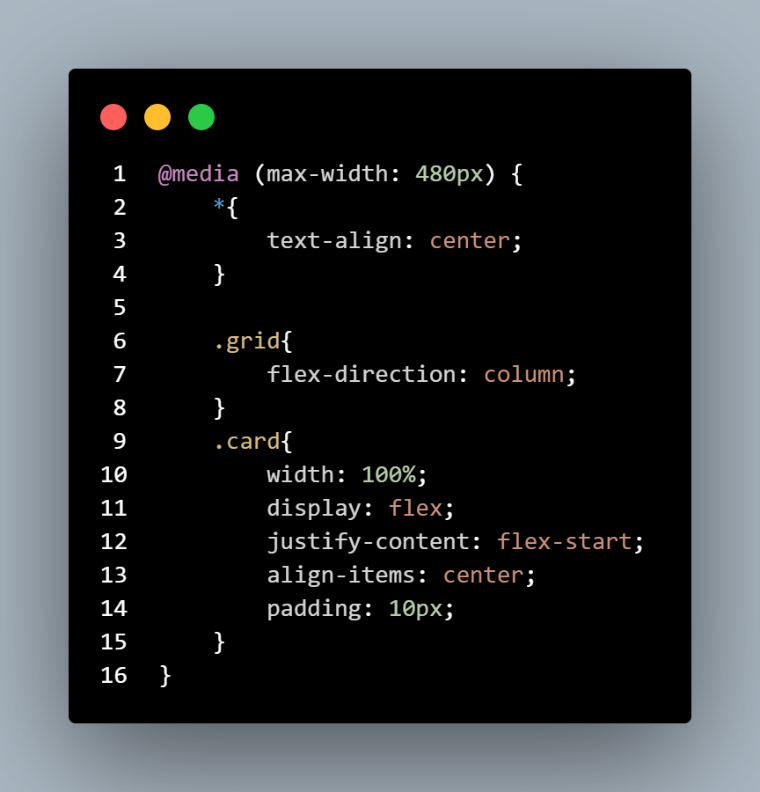 1 @media (max-width: 480px) {
2     *{
3         text-align: center;
4     }
5
6     .grid{
7         flex-direction: column;
8     }
9     .card{
10         width: 100%;
11         display: flex;
12         justify-content: flex-start;
13         align-items: center;
14         padding: 10px;
15     }
16 }